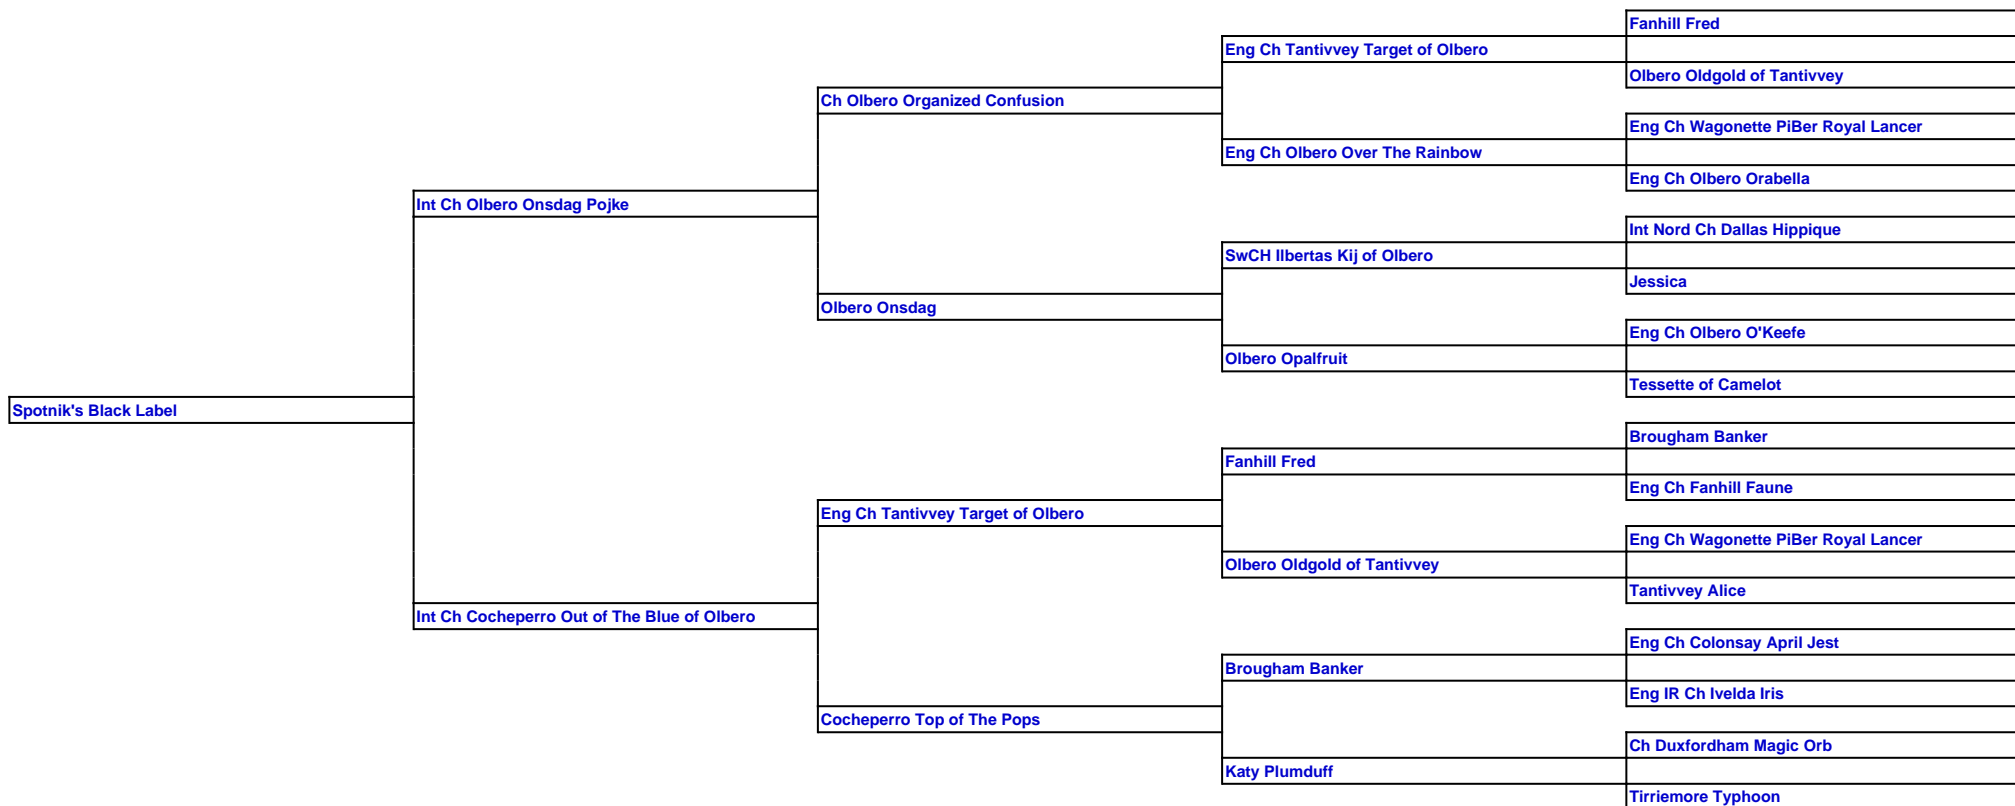 Fanhill Fred
Eng Ch Tantivvey Target of Olbero
Olbero Oldgold of Tantivvey
Ch Olbero Organized Confusion
Eng Ch Wagonette PiBer Royal Lancer
Eng Ch Olbero Over The Rainbow
Eng Ch Olbero Orabella
Int Ch Olbero Onsdag Pojke
Int Nord Ch Dallas Hippique
SwCH Ilbertas Kij of Olbero
Jessica
Olbero Onsdag
Eng Ch Olbero O'Keefe
Olbero Opalfruit
Tessette of Camelot
Spotnik's Black Label
Brougham Banker
Fanhill Fred
Eng Ch Fanhill Faune
Eng Ch Tantivvey Target of Olbero
Eng Ch Wagonette PiBer Royal Lancer
Olbero Oldgold of Tantivvey
Tantivvey Alice
Int Ch Cocheperro Out of The Blue of Olbero
Eng Ch Colonsay April Jest
Brougham Banker
Eng IR Ch Ivelda Iris
Cocheperro Top of The Pops
Ch Duxfordham Magic Orb
Katy Plumduff
Tirriemore Typhoon